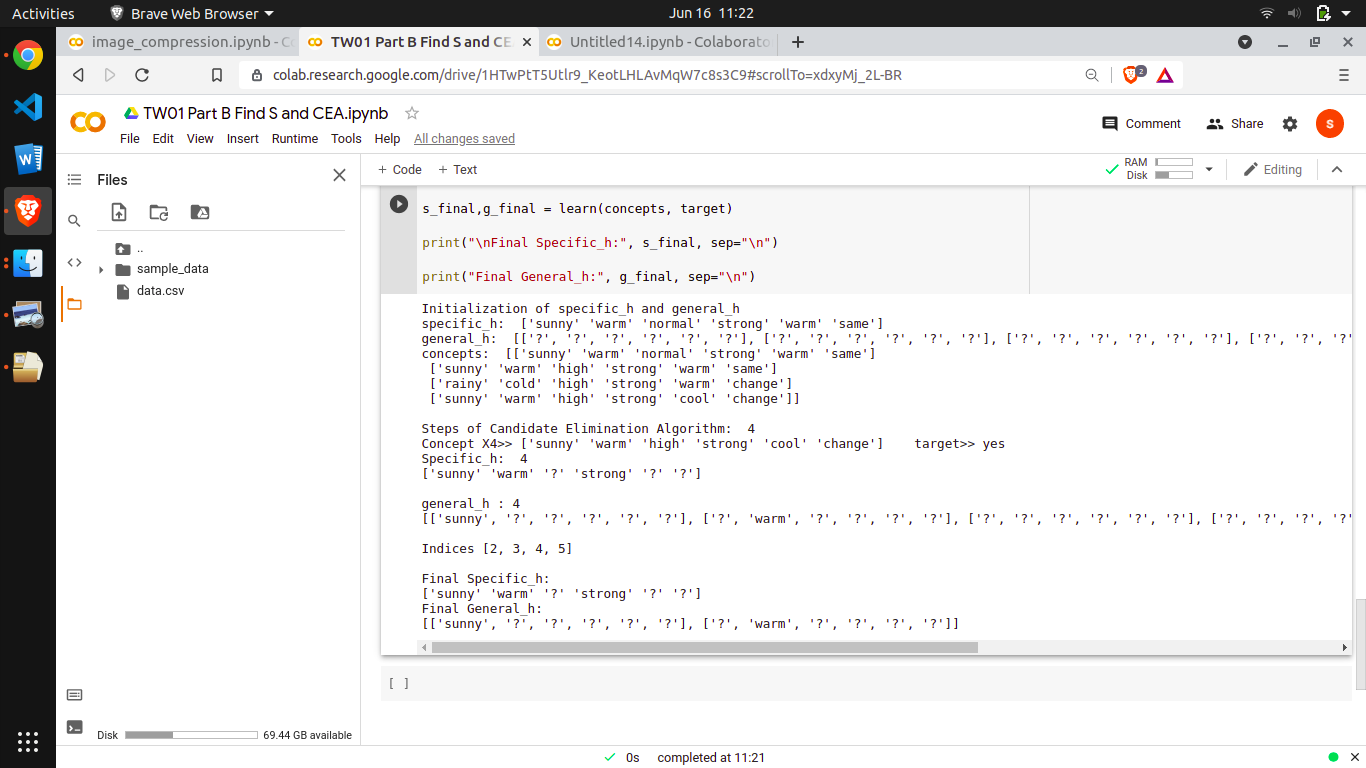 Activities
Brave Web Browser
Jun 16 11:22
image_compression.ipynb - C
TW01 Part B Find S and CE
Untitled14.ipynb - Colaborato
colab.research.google.com/drive/1HTwPtT5Utlr9_KeotLHLAvMqW7c8s3C9#scrollTo=xdxyMj_2L-BR
2
TW01 Part B Find S and CEA.ipynb
File Edit View Insert Runtime Tools Help All changes saved
Comment
Share
S
Files
+ Code + Text
RAM
Disk
Editing
..
sample_data
data.csv
s_final,g_final = learn(concepts, target)
print("\nFinal Specific_h:", s_final, sep="\n")
print("Final General_h:", g_final, sep="\n")
Initialization of specific_h and general_h
specific_h:  ['sunny' 'warm' 'normal' 'strong' 'warm' 'same']
general_h:  [['?', '?', '?', '?', '?', '?'], ['?', '?', '?', '?', '?', '?'], ['?', '?', '?', '?', '?', '?'], ['?', '?', '?'
concepts:  [['sunny' 'warm' 'normal' 'strong' 'warm' 'same']
['sunny' 'warm' 'high' 'strong' 'warm' 'same']
['rainy' 'cold' 'high' 'strong' 'warm' 'change']
['sunny' 'warm' 'high' 'strong' 'cool' 'change']]
Steps of Candidate Elimination Algorithm:  4
Concept X4>> ['sunny' 'warm' 'high' 'strong' 'cool' 'change']    target>> yes
Specific_h:  4
['sunny' 'warm' '?' 'strong' '?' '?']
general_h : 4
[['sunny', '?', '?', '?', '?', '?'], ['?', 'warm', '?', '?', '?', '?'], ['?', '?', '?', '?', '?', '?'], ['?', '?', '?', '?'
Indices [2, 3, 4, 5]
Final Specific_h:
['sunny' 'warm' '?' 'strong' '?' '?']
Final General_h:
[['sunny', '?', '?', '?', '?', '?'], ['?', 'warm', '?', '?', '?', '?']]
[ ]
Disk
69.44 GB available
0s completed at 11:21